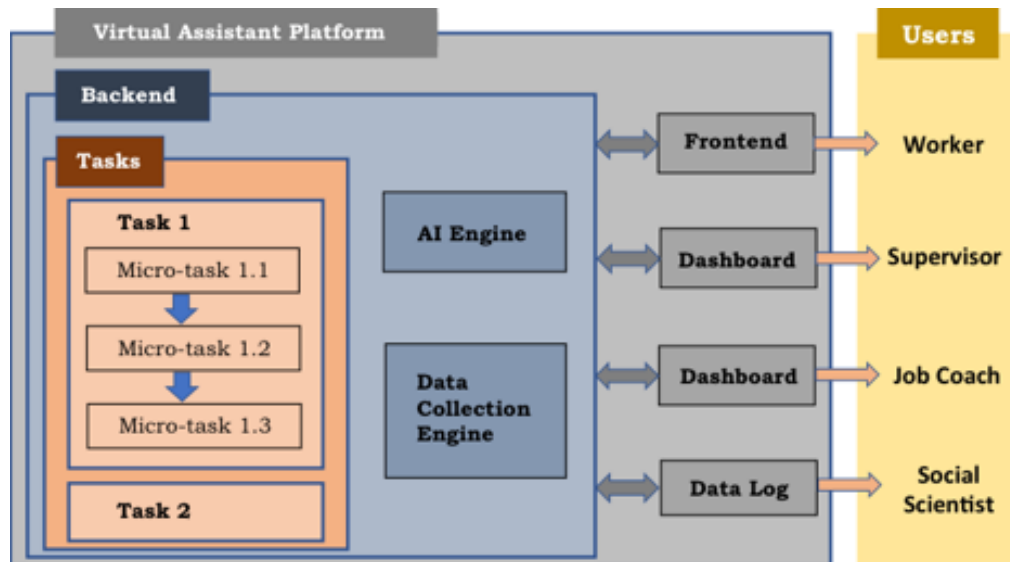 Virtual Assistant Platform
Users
Backend
Tasks
Task 1
Micro-task 1.1
Micro-task 1.2
Micro-task 1.3
Task 2
AI Engine
Data
Collection
Engine
Frontend
Worker
Dashboard
Supervisor
Dashboard
Job Coach
Data Log
Social
Scientist